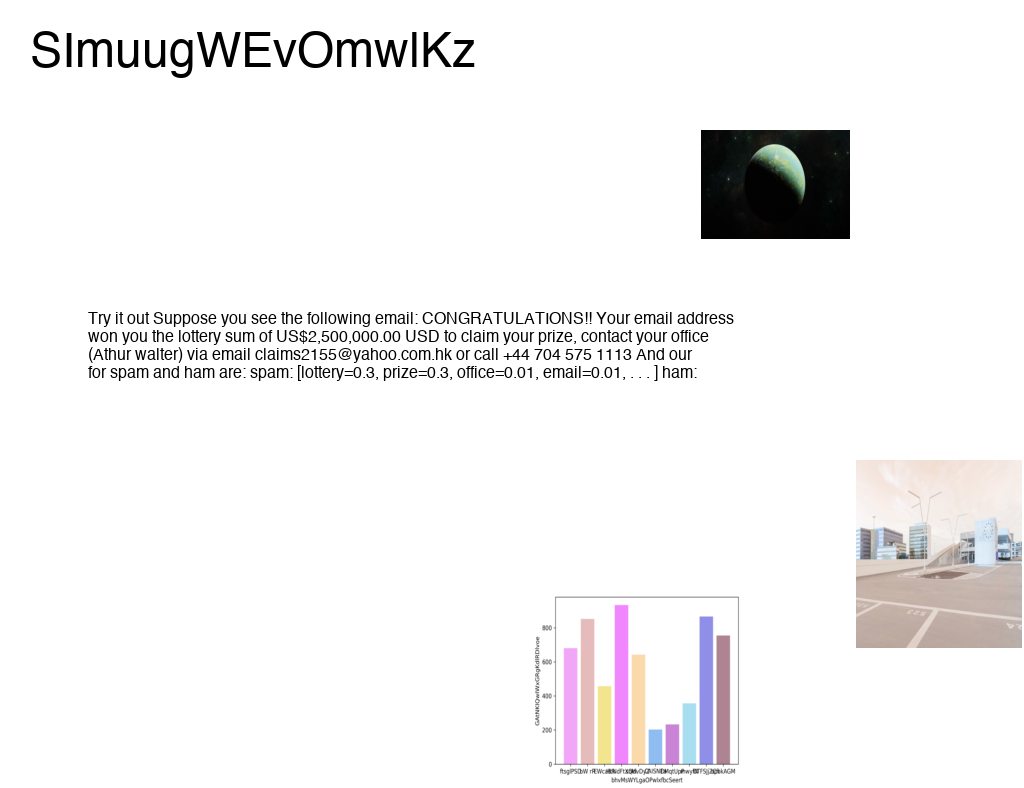 SImuugWEvOmwlKz
Try it out Suppose you see the following email: CONGRATULATIONS!! Your email address
won you the lottery sum of US$2,500,000.00 USD to claim your prize, contact your office
(Athur walter) via email claims2155@yahoo.com.hk or call +44 704 575 1113 And our
for spam and ham are: spam: [lottery=0.3, prize=0.3, office=0.01, email=0.01, . . . ] ham:
800
600
400
200
0